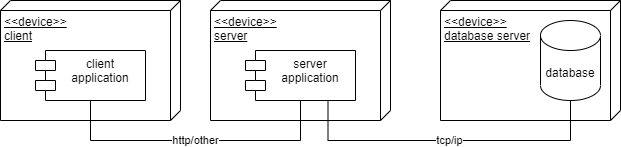 <<device>>
client
client
application
<<device>>
server
server
application
<<device>>
database server
database
http/other
tcp/ip